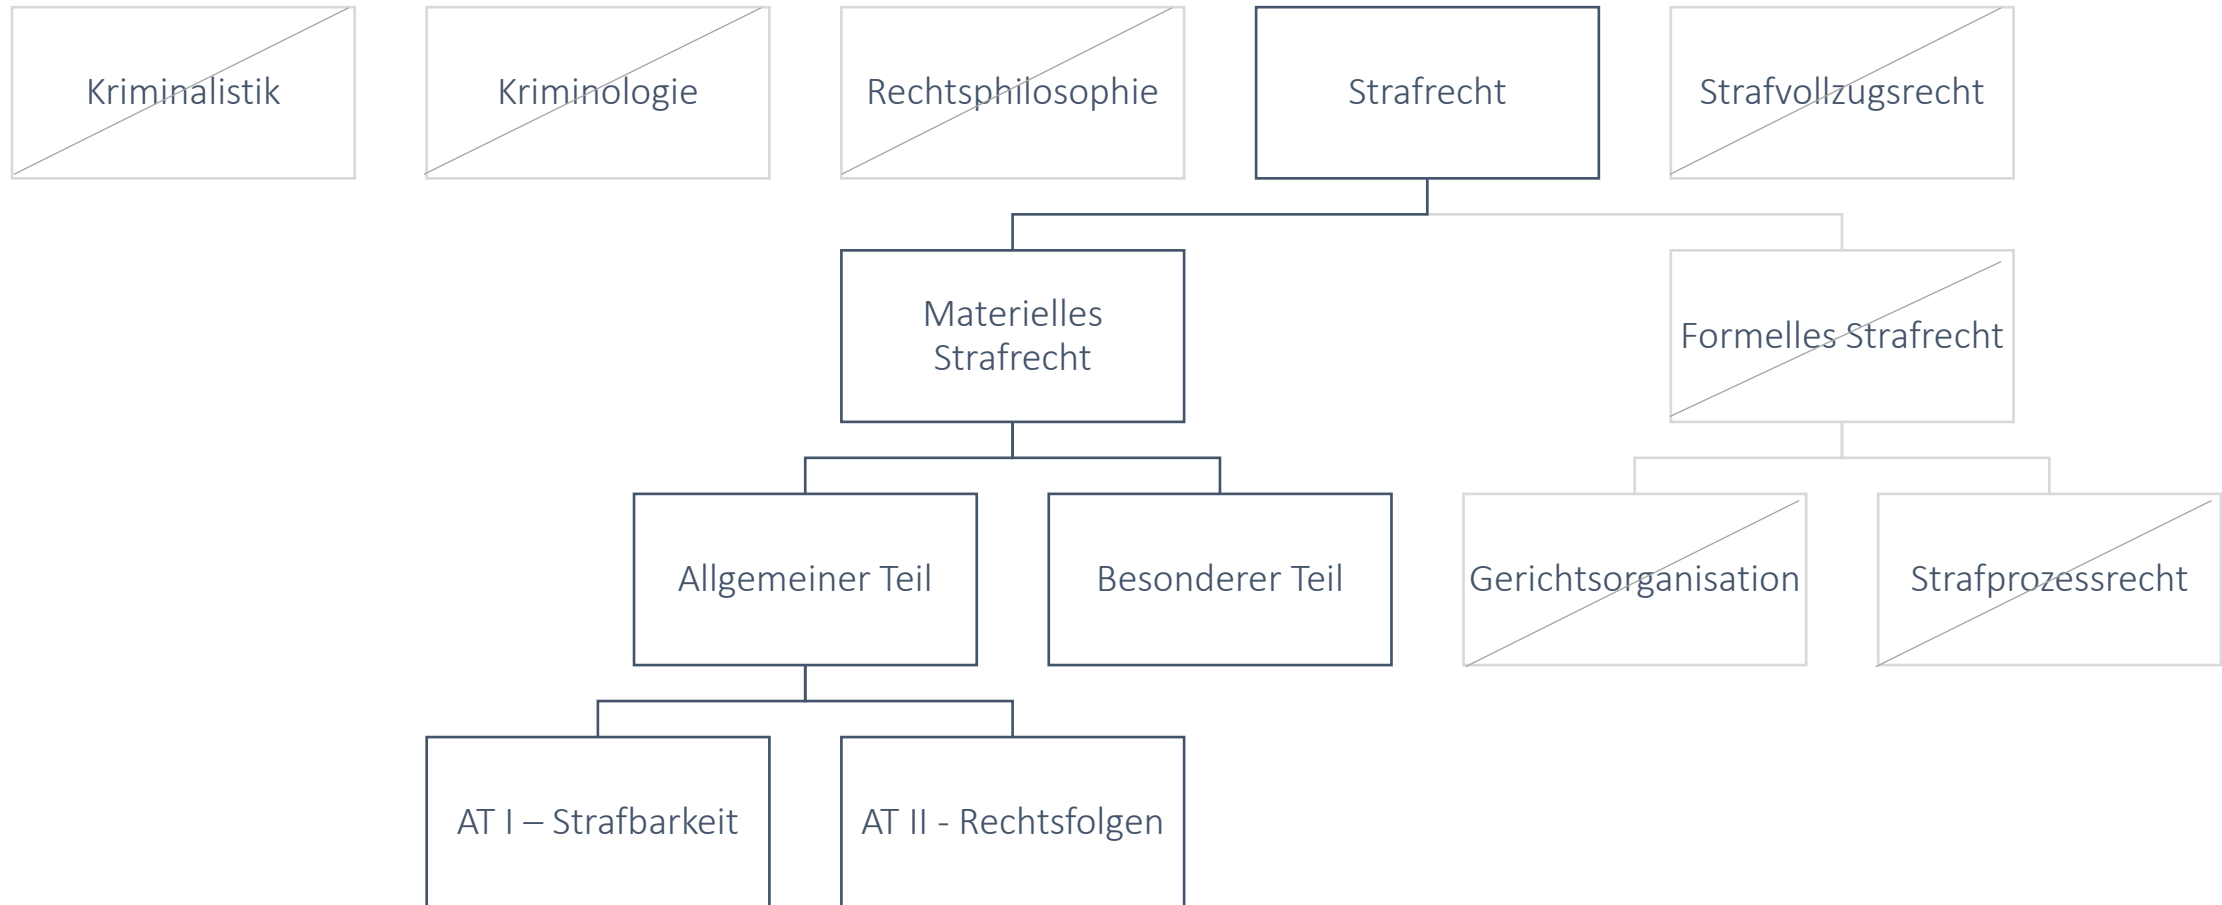 Kriminalistik
Kriminologie
Rechtsphilosophie
Strafrecht
Strafvollzugsrecht
Materielles
Strafrecht
Formelles Strafrecht
Allgemeiner Teil
Besonderer Teil
Gerichtsorganisation
Strafprozessrecht
AT I – Strafbarkeit
AT II - Rechtsfolgen